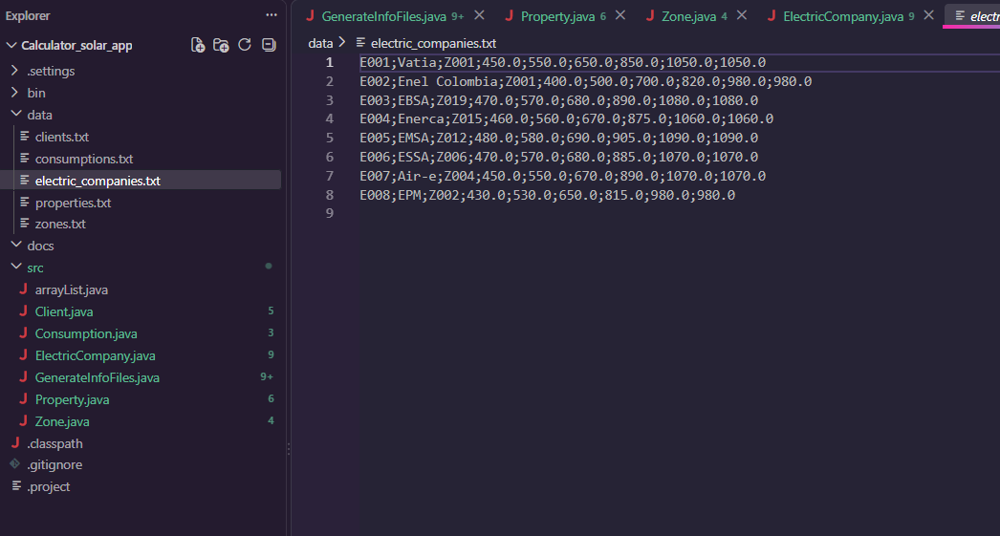 Explorer
Calculator_solar_app
.settings
bin
data
clients.txt
consumptions.txt
electric_companies.txt
properties.txt
zones.txt
docs
src
J arrayList.java
J Client.java 5
J Consumption.java 3
J ElectricCompany.java 9
J GenerateInfoFiles.java 9+
J Property.java 6
J Zone.java 4
J .classpath
.gitignore
.project
J GenerateInfoFiles.java 9+ J Property.java 6 J Zone.java 4 J ElectricCompany.java 9 electr
data > electric_companies.txt
1 E001;Vatia;Z001;450.0;550.0;650.0;850.0;1050.0;1050.0
2 E002;Enel Colombia;Z001;400.0;500.0;700.0;820.0;980.0;980.0
3 E003;EBSA;Z019;470.0;570.0;680.0;890.0;1080.0;1080.0
4 E004;Enerca;Z015;460.0;560.0;670.0;875.0;1060.0;1060.0
5 E005;EMSA;Z012;480.0;580.0;690.0;905.0;1090.0;1090.0
6 E006;ESSA;Z006;470.0;570.0;680.0;885.0;1070.0;1070.0
7 E007;Air-e;Z004;450.0;550.0;670.0;890.0;1070.0;1070.0
8 E008;EPM;Z002;430.0;530.0;650.0;815.0;980.0;980.0
9